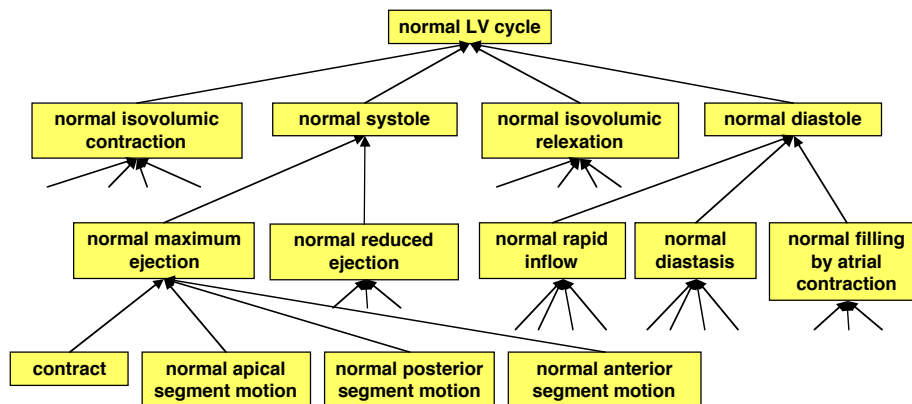 normal LV cycle
normal isovolumic
contraction
normal systole
normal isovolumic
relexation
normal diastole
normal maximum
ejection
normal reduced
ejection
normal rapid
inflow
normal
diastasis
normal filling
by atrial
contraction
contract
normal apical
segment motion
normal posterior
segment motion
normal anterior
segment motion